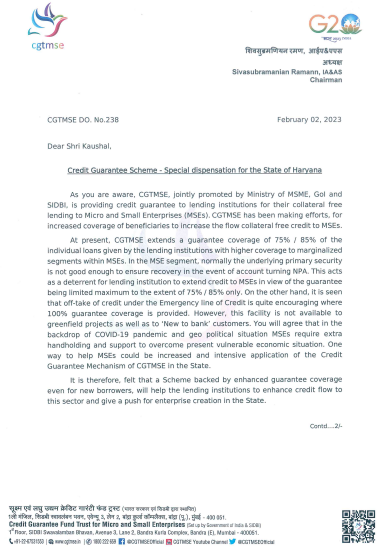 cgtmse
G20
शिवसुब्रमणियन रमण, आईए&एएस
अध्यक्ष
Sivasubramanian Ramann, IA&AS
Chairman
CGTMSE DO. No.238
February 02, 2023
Dear Shri Kaushal,
Credit Guarantee Scheme - Special dispensation for the State of Haryana
As you are aware, CGTMSE, jointly promoted by Ministry of MSME, GoI and
SIDBI, is providing credit guarantee to lending institutions for their collateral free
lending to Micro and Small Enterprises (MSEs). CGTMSE has been making efforts, for
increased coverage of beneficiaries to increase the flow collateral free credit to MSEs.
At present, CGTMSE extends a guarantee coverage of 75% / 85% of the
individual loans given by the lending institutions with higher coverage to marginalized
segments within MSEs. In the MSE segment, normally the underlying primary security
is not good enough to ensure recovery in the event of account turning NPA. This acts
as a deterrent for lending institution to extend credit to MSEs in view of the guarantee
being limited maximum to the extent of 75% / 85% only. On the other hand, it is seen
that off-take of credit under the Emergency line of Credit is quite encouraging where
100% guarantee coverage is provided. However, this facility is not available to
greenfield projects as well as to 'New to bank' customers. You will agree that in the
backdrop of COVID-19 pandemic and geo political situation MSEs require extra
handholding and support to overcome present vulnerable economic situation. One
way to help MSEs could be increased and intensive application of the Credit
Guarantee Mechanism of CGTMSE in the State.
It is therefore, felt that a Scheme backed by enhanced guarantee coverage
even for new borrowers, will help the lending institutions to enhance credit flow to
this sector and give a push for enterprise creation in the State.
Contd....2/-
सूक्ष्म एवं लघु उद्यम क्रेडिट गारंटी फंड ट्रस्ट (भारत सरकार एवं सिडबी द्वारा स्थापित)
1ली मंजिल, सिडबी स्वावलंबन भवन, एवेन्यू 3, लेन 2, बांद्रा कुर्ला कॉम्प्लेक्स, बांद्रा (पू.), मुंबई - 400 051.
Credit Guarantee Fund Trust for Micro and Small Enterprises (Set up by Government of India & SIDBI)
1st Floor, SIDBI Swavalamban Bhavan, Avenue 3, Lane 2, Bandra Kurla Complex, Bandra (E), Mumbai - 400051.
www.cgtmse.in 1800 222 659 @CGTMSEOfficial CGTMSE Youtube Channel @CGTMSEOfficial